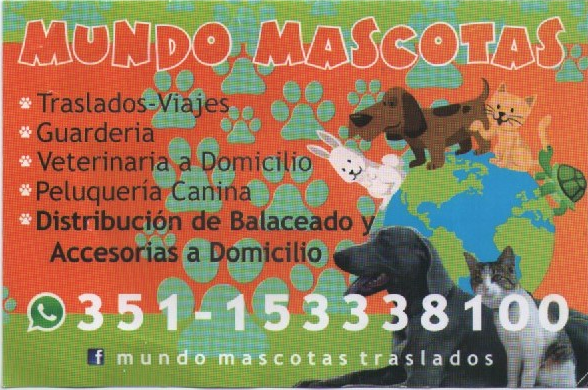 MUNDO MASCOTAS
Traslados-Viajes
Guarderia
Veterinaria a Domicilio
Peluquería Canina
Distribución de Balaceado y
Accesorias a Domicilio
351-153338100
f mundo mascotas traslados